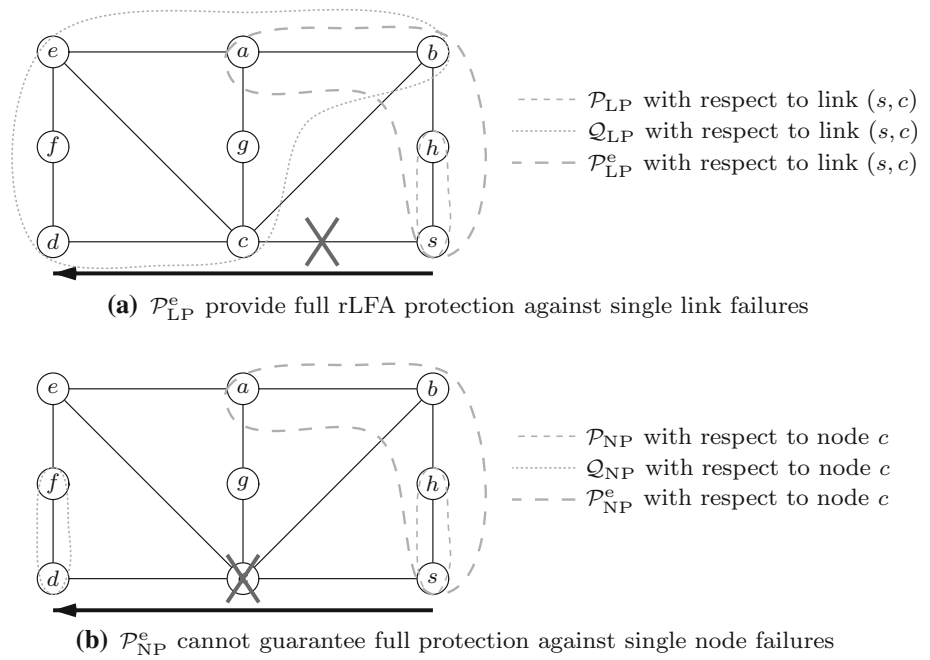 e a b
f g h
d c s
𝒫_LP with respect to link (s, c)
𝒬_LP with respect to link (s, c)
𝒫^e_LP with respect to link (s, c)
(a) 𝒫^e_LP provide full rLFA protection against single link failures
e a b
f g h
d s
𝒫_NP with respect to node c
𝒬_NP with respect to node c
𝒫^e_NP with respect to node c
(b) 𝒫^e_NP cannot guarantee full protection against single node failures